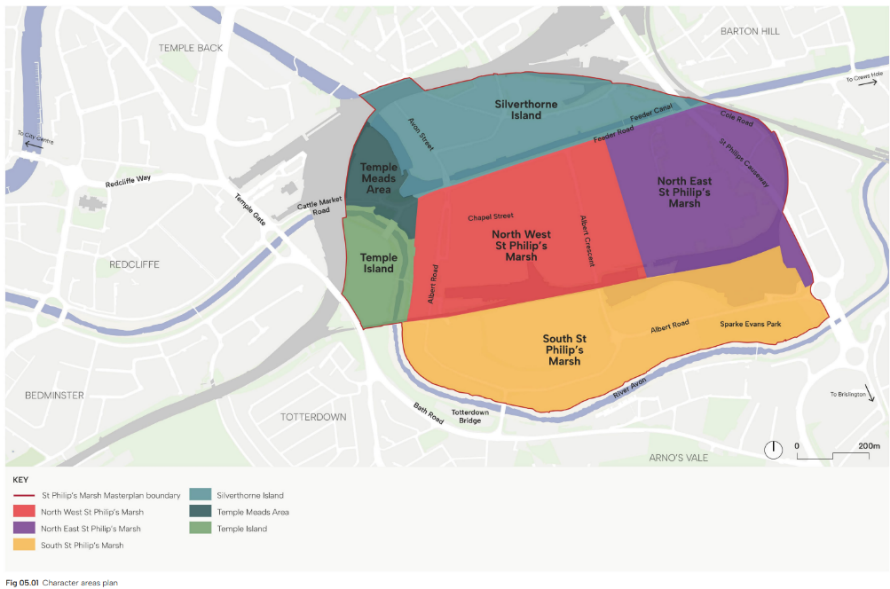 BARTON HILL
TEMPLE BACK
To Crews Hole
Silverthorne
Island
Avon Street
Feeder Canal
Feeder Road
Cole Road
To City Centre
St Philips Causeway
Temple
Meads
Area
Redcliffe Way
North East
St Philip's
Marsh
Temple Gate
Cattle Market
Road
Chapel Street
Albert Crescent
North West
St Philip's
Marsh
REDCLIFFE
Temple
Island
Albert Road
South St
Philip's
Marsh
Albert Road
Sparke Evans Park
River Avon
BEDMINSTER
TOTTERDOWN
Bath Road
Totterdown
Bridge
To Brislington
ARNO'S VALE
0
200m
KEY
St Philip's Marsh Masterplan boundary
North West St Philip's Marsh
North East St Philip's Marsh
South St Philip's Marsh
Silverthorne Island
Temple Meads Area
Temple Island
Fig 05.01 Character areas plan